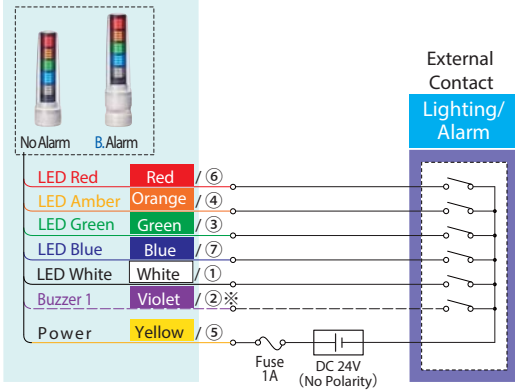 No Alarm
B.Alarm
External
Contact
Lighting/
Alarm
LED Red Red / ⑥
LED Amber Orange / ④
LED Green Green / ③
LED Blue Blue / ⑦
LED White White / ①
Buzzer 1 Violet / ②※
Power Yellow / ⑤
Fuse
1A
DC 24V
(No Polarity)